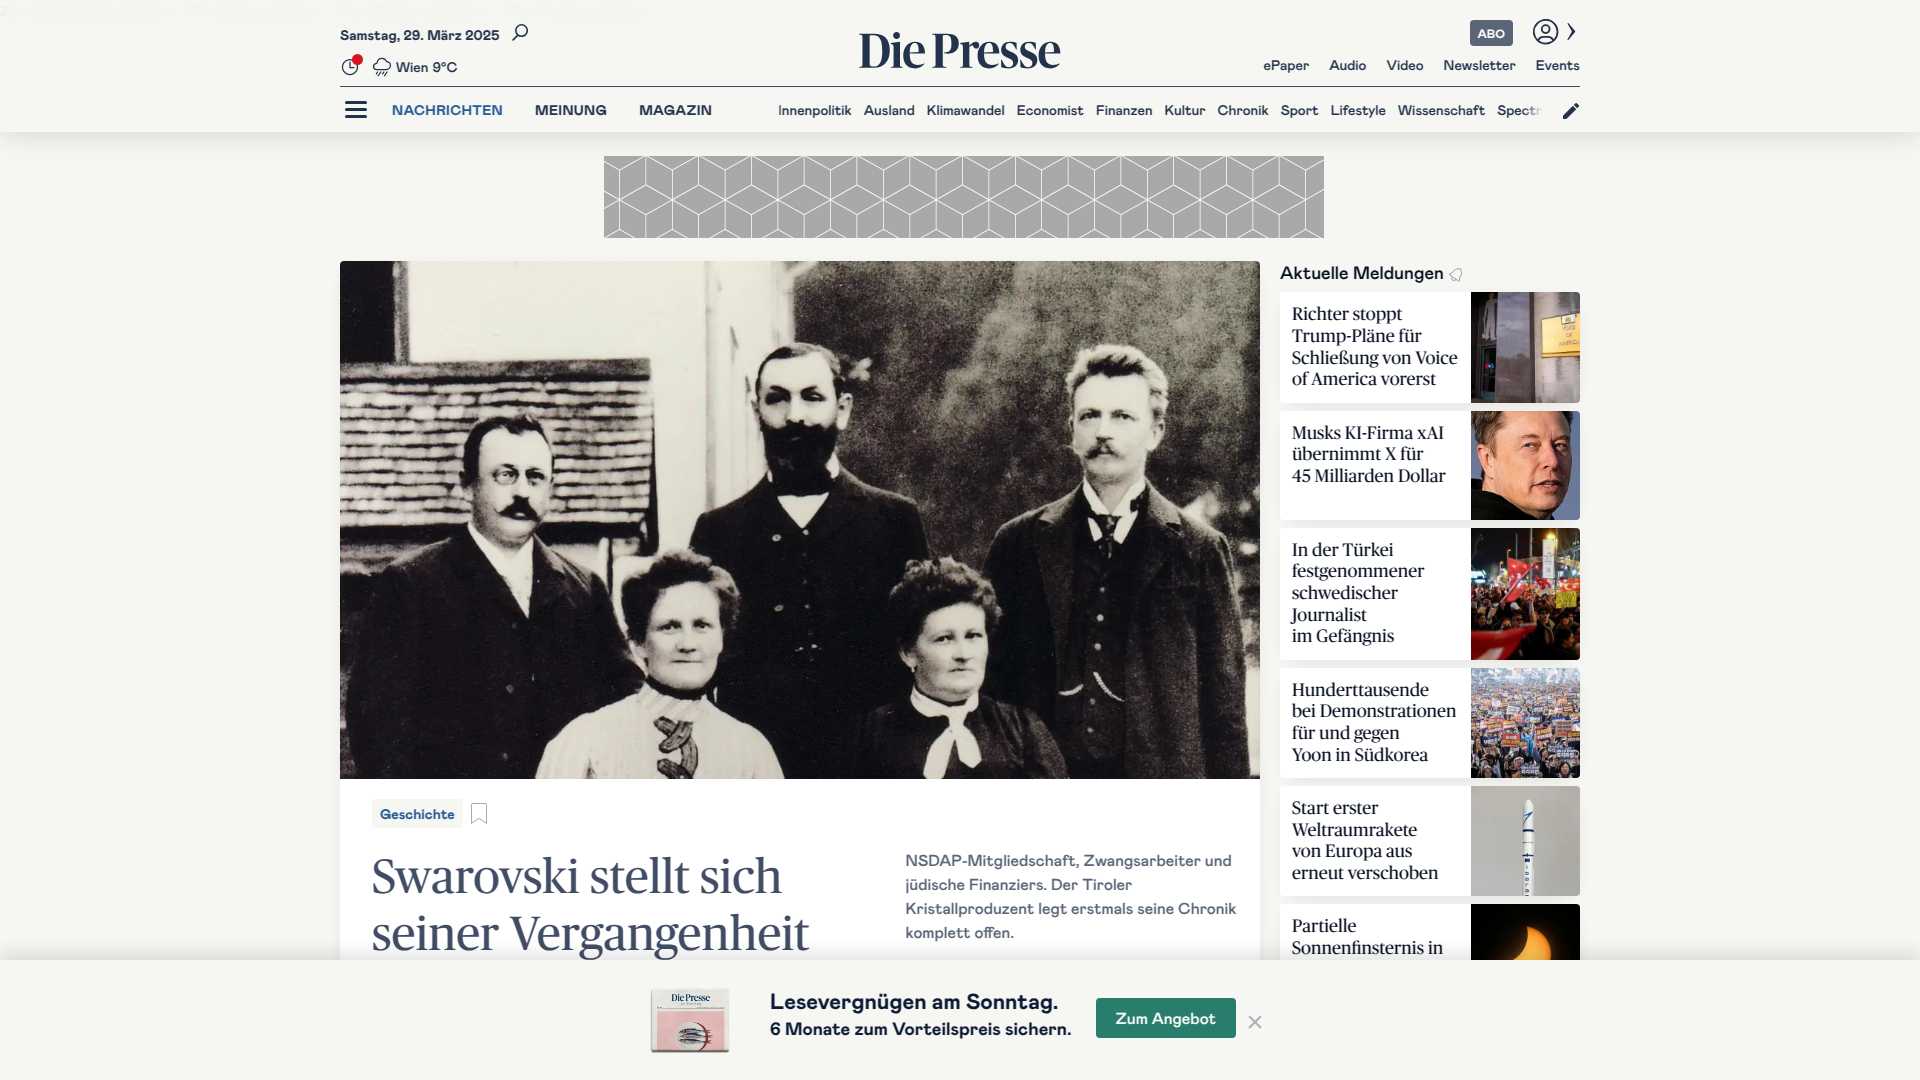 Samstag, 29. März 2025
Wien 9°C
Die Presse
ABO
ePaper Audio Video Newsletter Events
NACHRICHTEN MEINUNG MAGAZIN
Innenpolitik Ausland Klimawandel Economist Finanzen Kultur Chronik Sport Lifestyle Wissenschaft Spectr
Geschichte
Swarovski stellt sich
seiner Vergangenheit
NSDAP-Mitgliedschaft, Zwangsarbeiter und
jüdische Finanziers. Der Tiroler
Kristallproduzent legt erstmals seine Chronik
komplett offen.
Aktuelle Meldungen
Richter stoppt
Trump-Pläne für
Schließung von Voice
of America vorerst
Musks KI-Firma xAI
übernimmt X für
45 Milliarden Dollar
In der Türkei
festgenommener
schwedischer
Journalist
im Gefängnis
Hunderttausende
bei Demonstrationen
für und gegen
Yoon in Südkorea
Start erster
Weltraumrakete
von Europa aus
erneut verschoben
Partielle
Sonnenfinsternis in
Die Presse
Lesevergnügen am Sonntag.
6 Monate zum Vorteilspreis sichern.
Zum Angebot